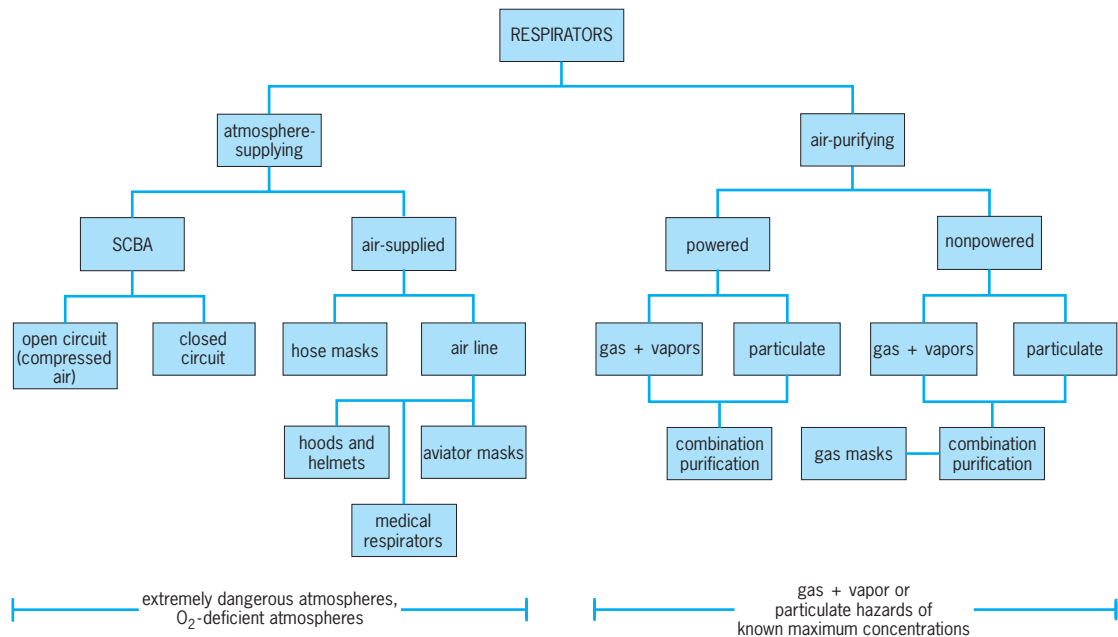 RESPIRATORS
atmosphere-
supplying
air-purifying
SCBA
air-supplied
powered
nonpowered
open circuit
(compressed
air)
closed
circuit
hose masks
air line
gas + vapors
particulate
gas + vapors
particulate
hoods and
helmets
aviator masks
combination
purification
gas masks
combination
purification
medical
respirators
extremely dangerous atmospheres,
O₂-deficient atmospheres
gas + vapor or
particulate hazards of
known maximum concentrations